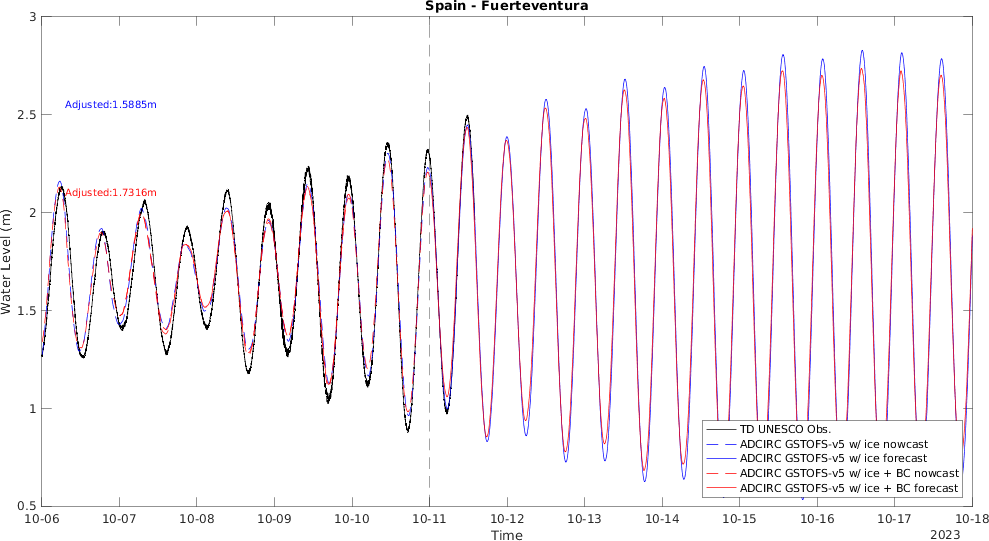 Spain - Fuerteventura
3
2.5
2
1.5
1
0.5
Water Level (m)
Adjusted:1.5885m
Adjusted:1.7316m
TD UNESCO Obs.
ADCIRC GSTOFS-v5 w/ ice nowcast
ADCIRC GSTOFS-v5 w/ ice forecast
ADCIRC GSTOFS-v5 w/ ice + BC nowcast
ADCIRC GSTOFS-v5 w/ ice + BC forecast
10-06 10-07 10-08 10-09 10-10 10-11 10-12 10-13 10-14 10-15 10-16 10-17 10-18
Time
2023